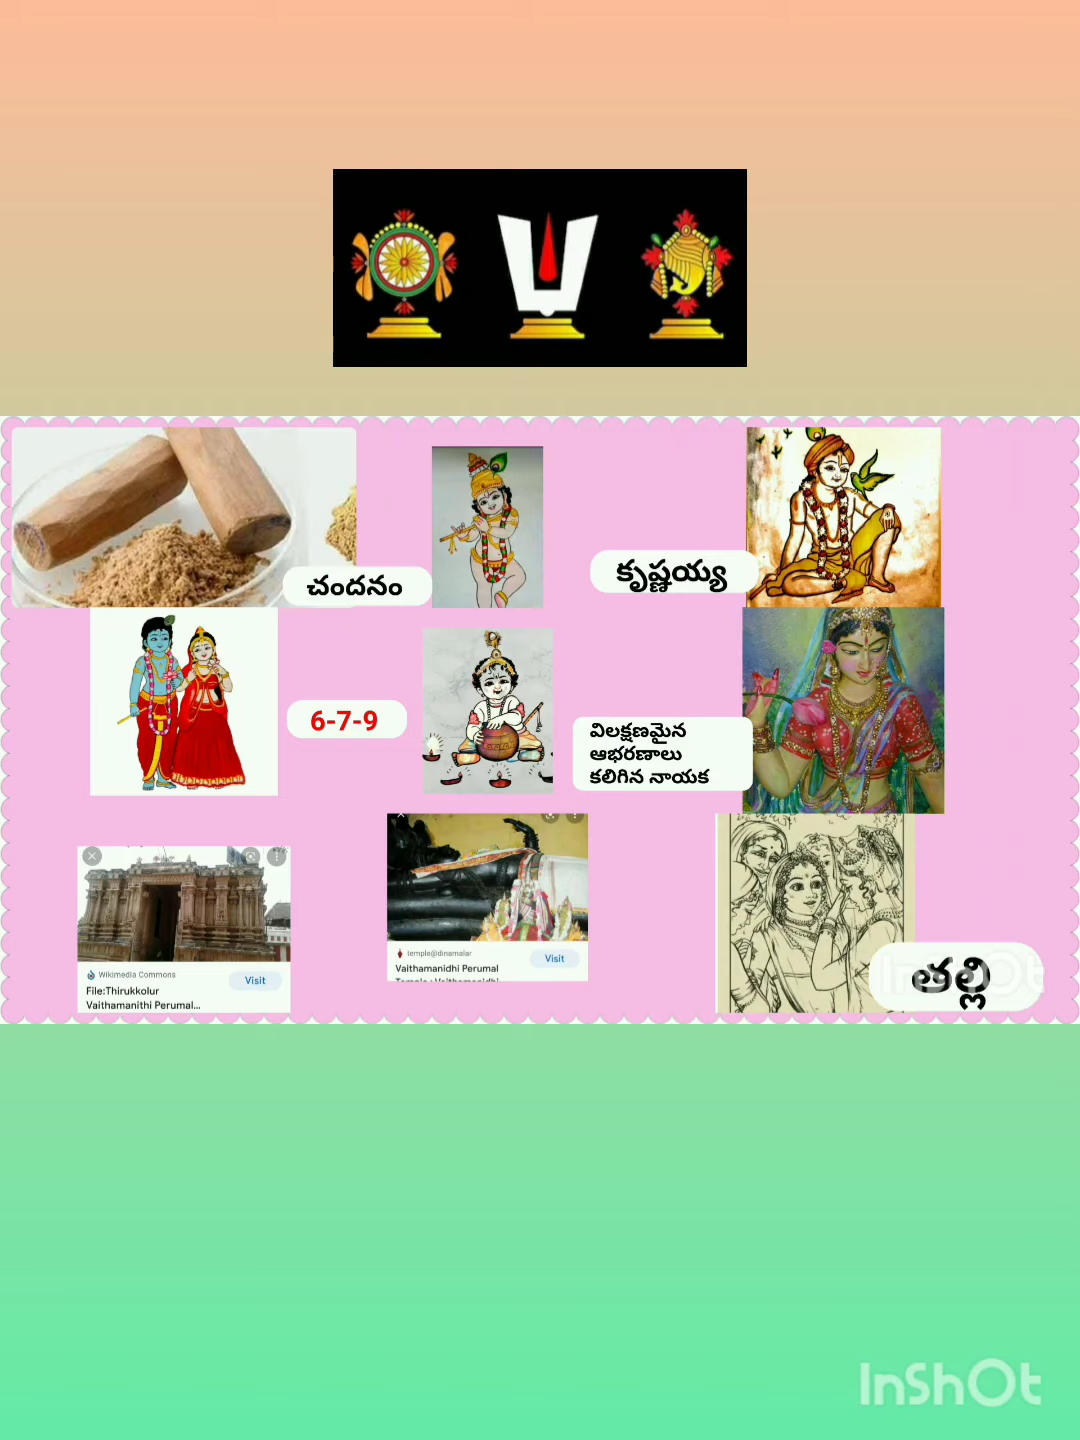 చందనం
కృష్ణయ్య
6-7-9
విలక్షణమైన
ఆభరణాలు
కలిగిన నాయక
temple@dinamalar
Vaithamanidhi Perumal
Visit
Wikimedia Commons
File:Thirukkolur
Vaithamanithi Perumal...
Visit
తల్లి
InShOt
InShOt